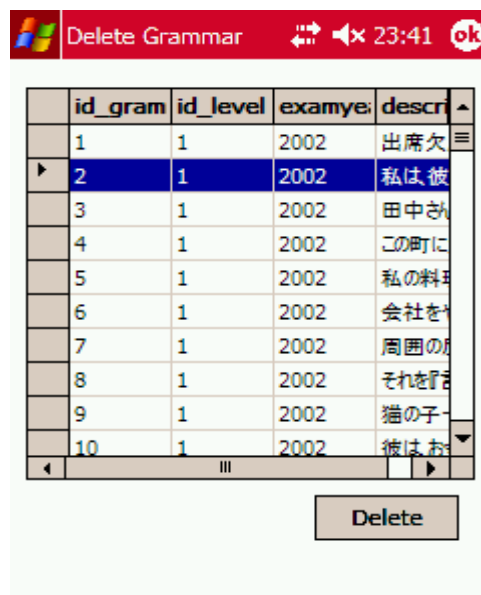 Delete Grammar 23:41 ok
id_gram id_level examye descri
1 1 2002 出席欠
2 1 2002 私は、彼
3 1 2002 田中さん
4 1 2002 この町に
5 1 2002 私の料
6 1 2002 会社を
7 1 2002 周囲の
8 1 2002 それを『言
9 1 2002 猫の子一
10 1 2002 彼は、お
Delete